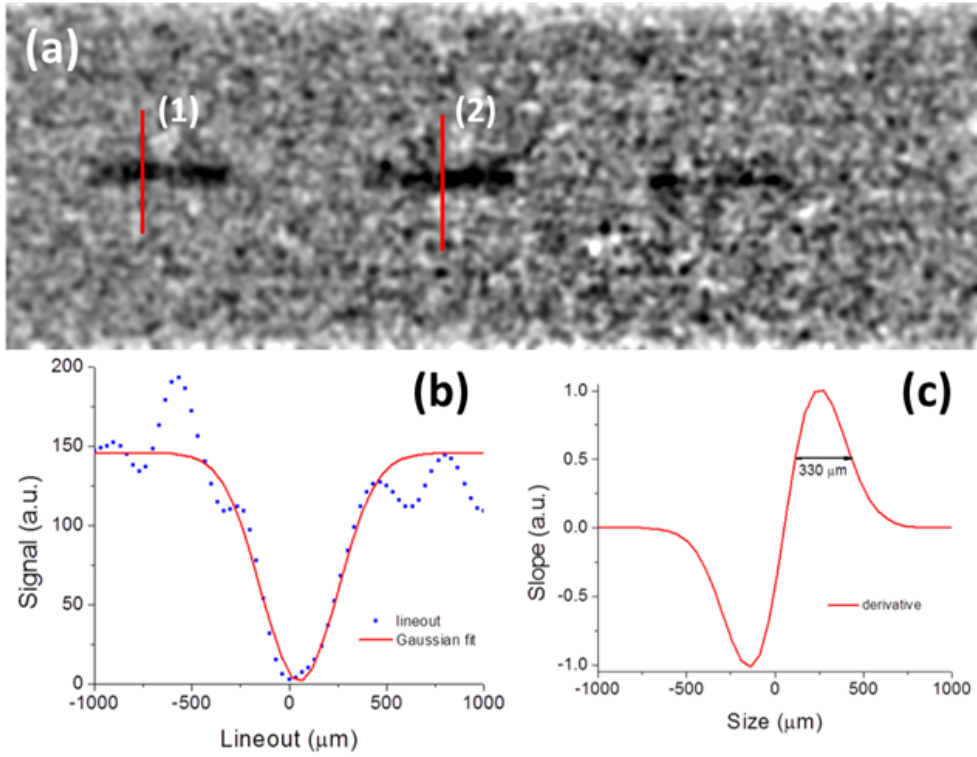 (a)
(1)
(2)
(b)
200
150
100
50
0
Signal (a.u.)
lineout
Gaussian fit
-1000
-500
0
500
1000
Lineout (μm)
(c)
1.0
0.5
0.0
-0.5
-1.0
Slope (a.u.)
330 μm
derivative
-1000
-500
0
500
1000
Size (μm)